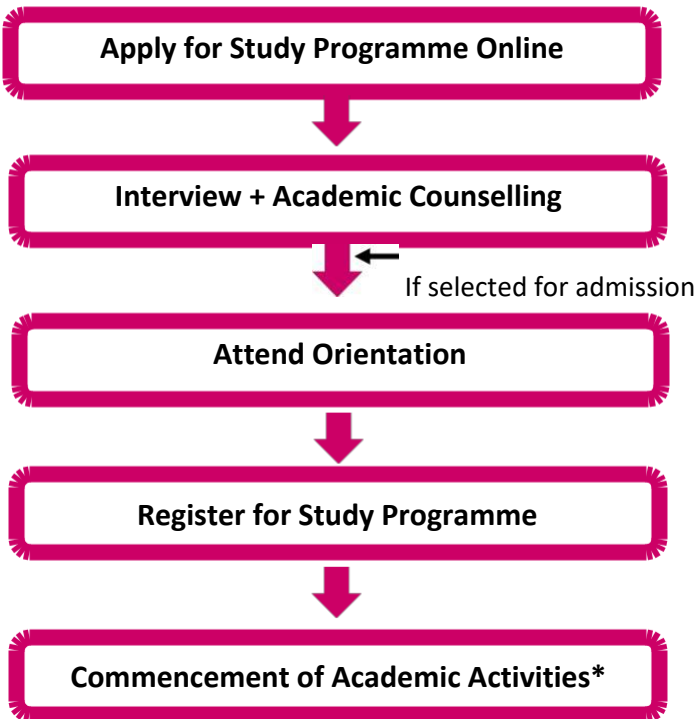 Apply for Study Programme Online
Interview + Academic Counselling
If selected for admission
Attend Orientation
Register for Study Programme
Commencement of Academic Activities*